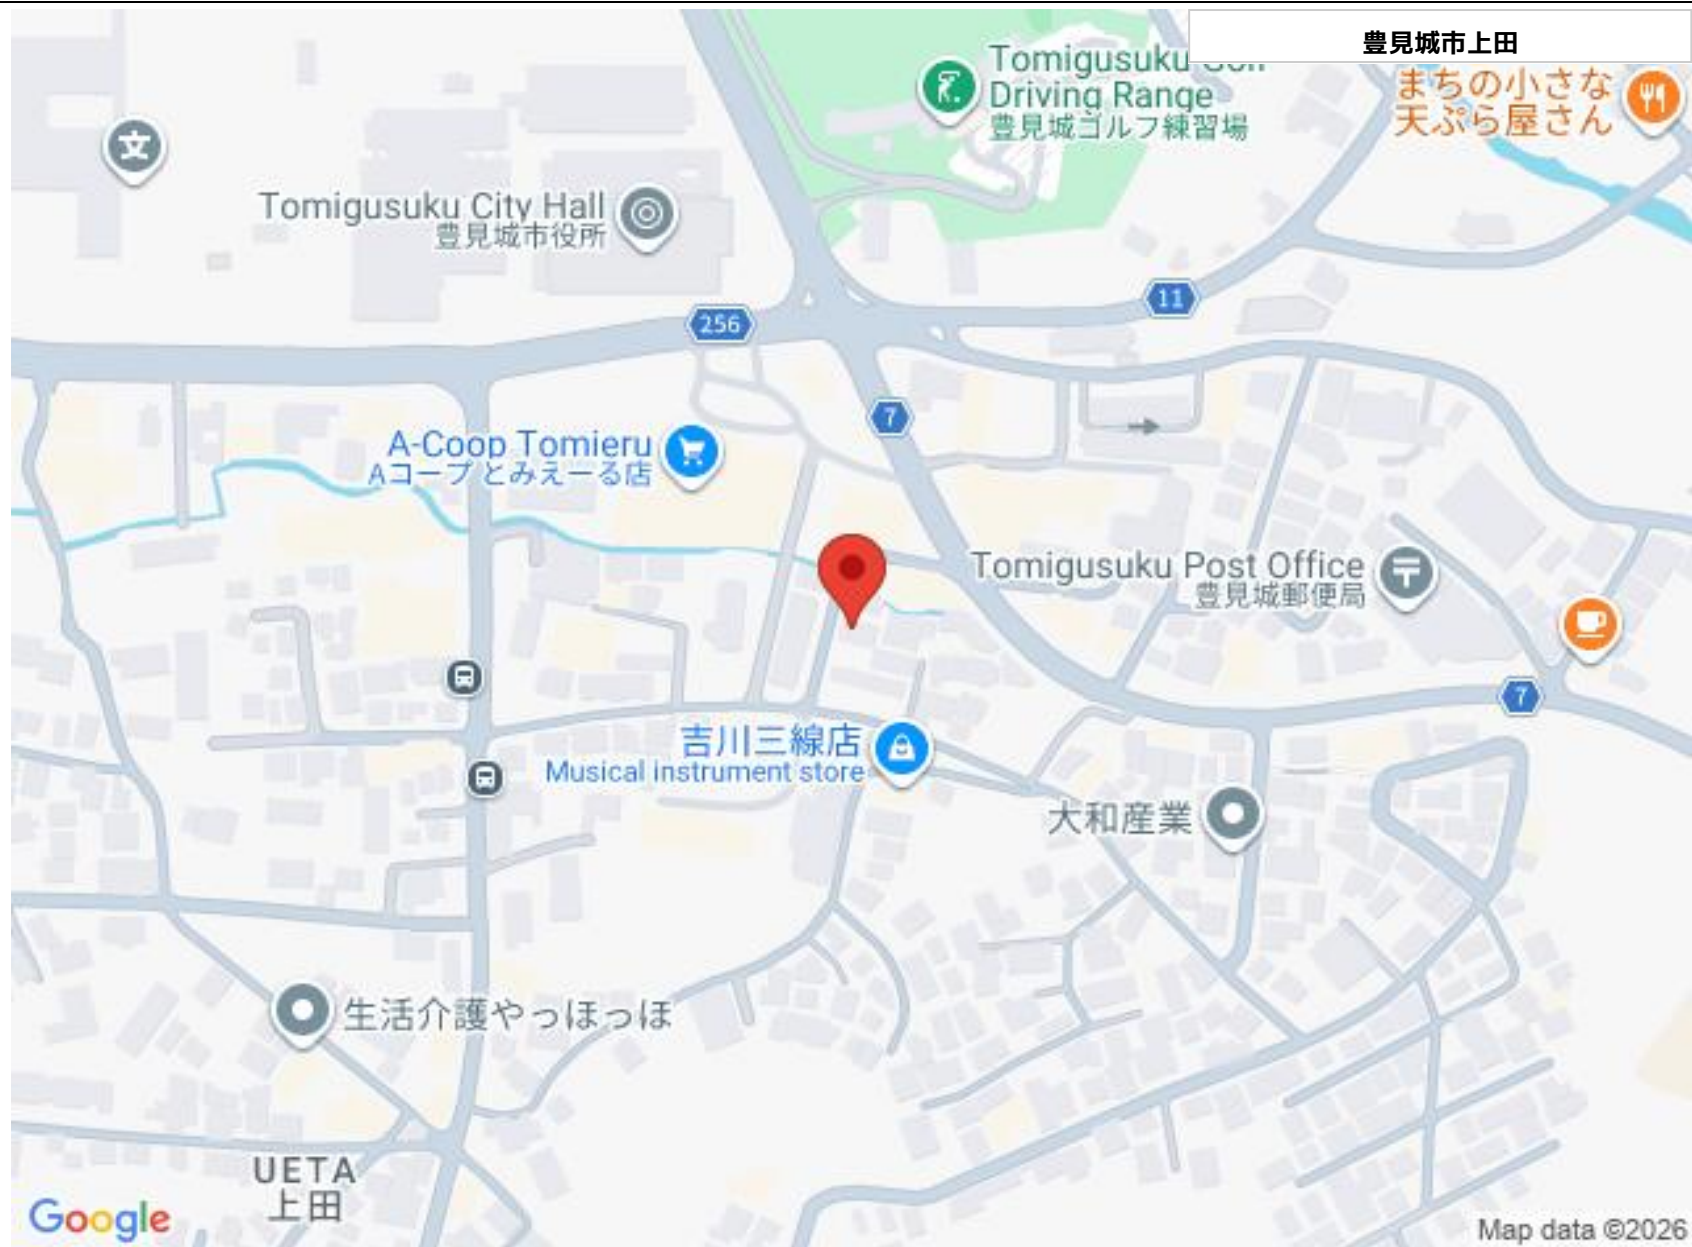 豊見城市上田
Tomigusuku Golf
Driving Range
豊見城ゴルフ練習場
まちの小さな
天ぷら屋さん
文
Tomigusuku City Hall
豊見城市役所
11
256
7
A-Coop Tomieru
Aコープとみえーる店
Tomigusuku Post Office
豊見城郵便局
7
吉川三線店
Musical instrument store
大和産業
生活介護やっほっほ
UETA
上田
Google
Map data ©2026